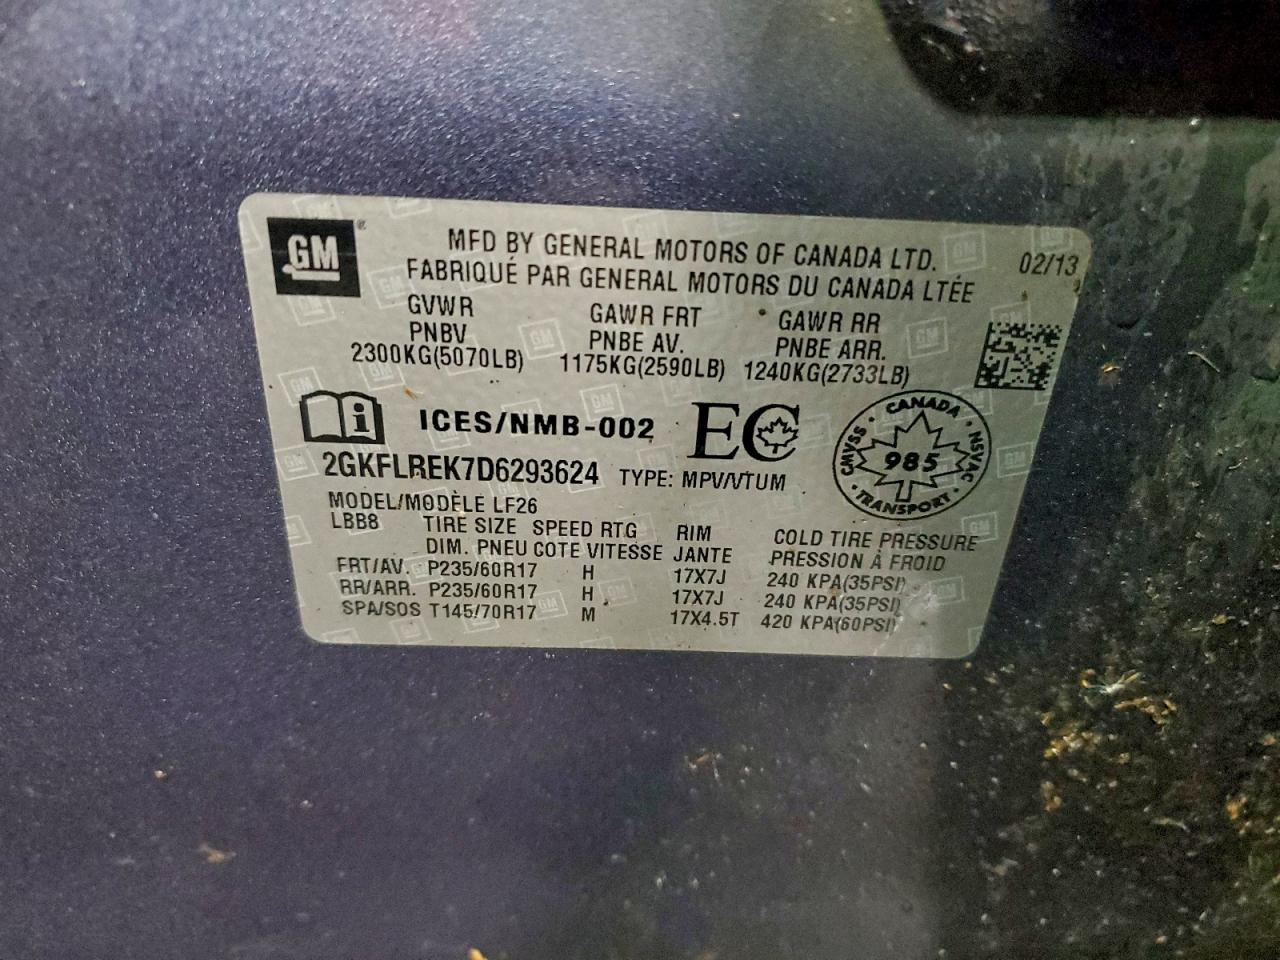 GM
MFD BY GENERAL MOTORS OF CANADA LTD. 02/13
FABRIQUÉ PAR GENERAL MOTORS DU CANADA LTÉE
GVWR GAWR FRT GAWR RR
PNBV PNBE AV. PNBE ARR.
2300KG(5070LB) 1175KG(2590LB) 1240KG(2733LB)
i ICES/NMB-002 EC
CANADA
CMVSS · NSVAC
985
· TRANSPORT ·
2GKFLREK7D6293624 TYPE: MPV/VTUM
MODEL/MODÈLE LF26
LBB8 TIRE SIZE SPEED RTG RIM COLD TIRE PRESSURE
DIM. PNEU COTE VITESSE JANTE PRESSION À FROID
FRT/AV. P235/60R17 H 17X7J 240 KPA(35PSI)
RR/ARR. P235/60R17 H 17X7J 240 KPA(35PSI)
SPA/SOS T145/70R17 M 17X4.5T 420 KPA(60PSI)